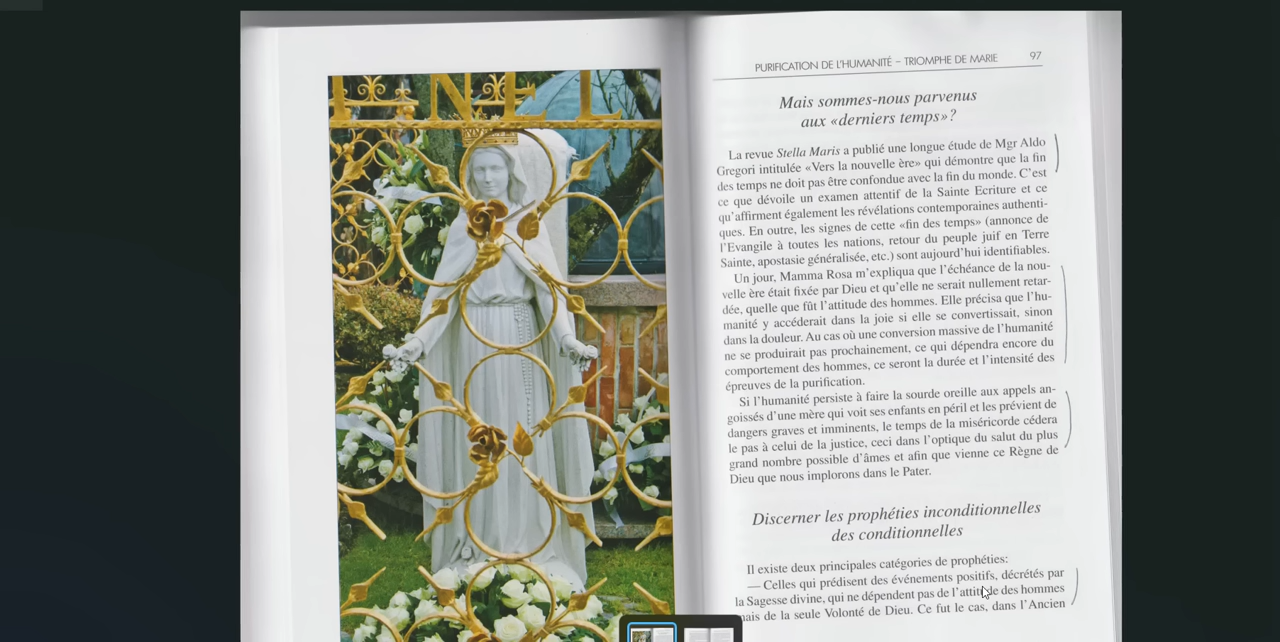 PURIFICATION DE L'HUMANITÉ – TRIOMPHE DE MARIE 97
Mais sommes-nous parvenus
aux «derniers temps»?
La revue Stella Maris a publié une longue étude de Mgr Aldo
Gregori intitulée «Vers la nouvelle ère» qui démontre que la fin
des temps ne doit pas être confondue avec la fin du monde. C'est
ce que dévoile un examen attentif de la Sainte Ecriture et ce
qu'affirment également les révélations contemporaines authenti-
ques. En outre, les signes de cette «fin des temps» (annonce de
l'Evangile à toutes les nations, retour du peuple juif en Terre
Sainte, apostasie généralisée, etc.) sont aujourd'hui identifiables.
Un jour, Mamma Rosa m'expliqua que l'échéance de la nou-
velle ère était fixée par Dieu et qu'elle ne serait nullement retar-
dée, quelle que fût l'attitude des hommes. Elle précisa que l'hu-
manité y accéderait dans la joie si elle se convertissait, sinon
dans la douleur. Au cas où une conversion massive de l'humanité
ne se produirait pas prochainement, ce qui dépendra encore du
comportement des hommes, ce seront la durée et l'intensité des
épreuves de la purification.
Si l'humanité persiste à faire la sourde oreille aux appels an-
goissés d'une mère qui voit ses enfants en péril et les prévient de
dangers graves et imminents, le temps de la miséricorde cédera
le pas à celui de la justice, ceci dans l'optique du salut du plus
grand nombre possible d'âmes et afin que vienne ce Règne de
Dieu que nous implorons dans le Pater.
Discerner les prophéties inconditionnelles
des conditionnelles
Il existe deux principales catégories de prophéties:
— Celles qui prédisent des événements positifs, décrétés par
la Sagesse divine, qui ne dépendent pas de l'attitude des hommes
mais de la seule Volonté de Dieu. Ce fut le cas, dans l'Ancien